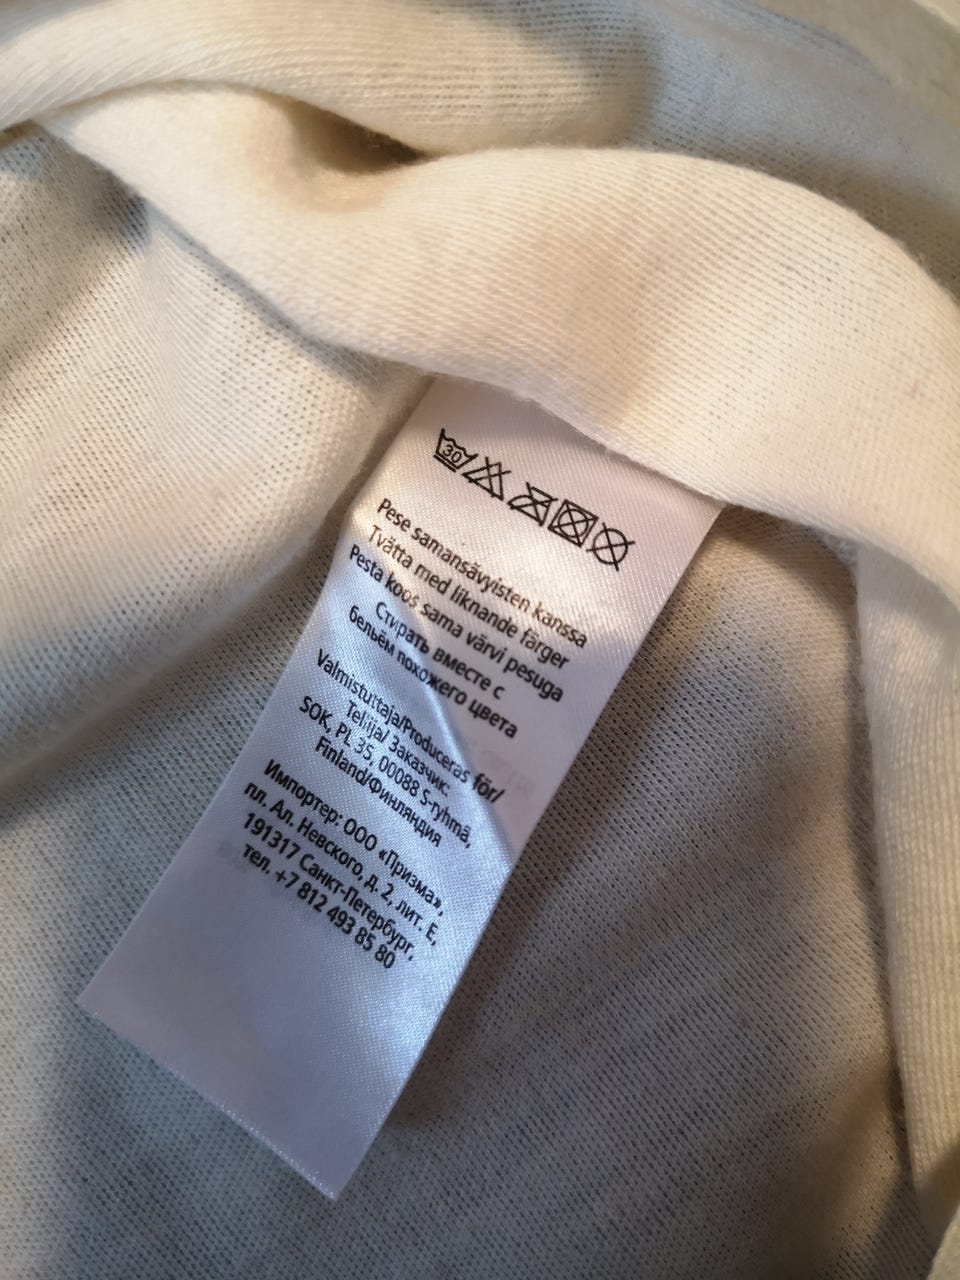 30
Pese samansävyisten kanssa
Tvätta med liknande färger
Pesta koos sama värvi pesuga
Стирать вместе с
бельём похожего цвета
Valmistuttaja/Produceras för/
Tellija/ Заказчик:
SOK, PL 35, 00088 S-ryhmä,
Finland/Финляндия
Импортер: ООО «Призма»,
пл. Ал. Невского, д. 2, лит. Е,
191317 Санкт-Петербург,
тел. +7 812 493 85 80